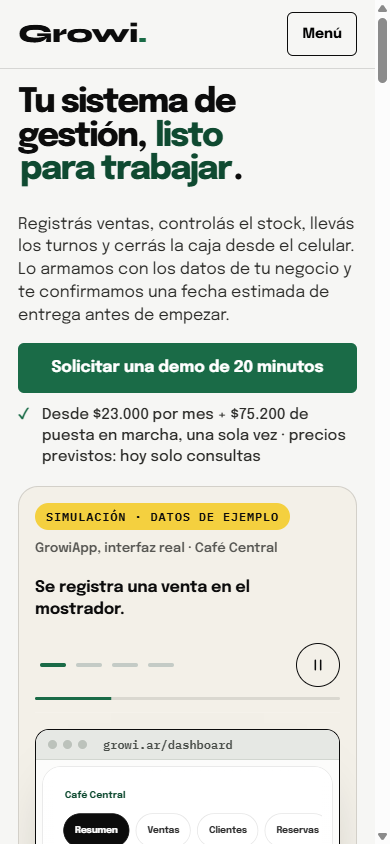 Growi.
Menú
Tu sistema de
gestión, listo
para trabajar.
Registrás ventas, controlás el stock, llevás
los turnos y cerrás la caja desde el celular.
Lo armamos con los datos de tu negocio y
te confirmamos una fecha estimada de
entrega antes de empezar.
Solicitar una demo de 20 minutos
✓ Desde $23.000 por mes + $75.200 de
puesta en marcha, una sola vez · precios
previstos: hoy solo consultas
SIMULACIÓN · DATOS DE EJEMPLO
GrowiApp, interfaz real · Café Central
Se registra una venta en el
mostrador.
growi.ar/dashboard
Café Central
Resumen Ventas Clientes Reservas